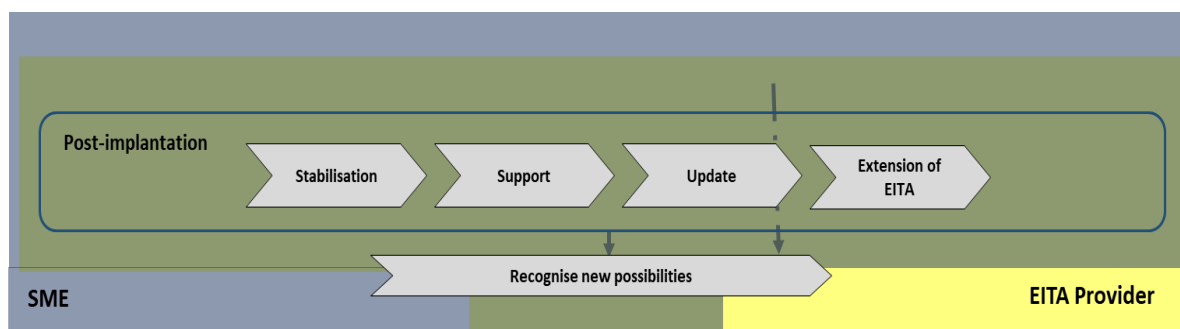 Post-implantation
Stabilisation
Support
Update
Extension of
EITA
Recognise new possibilities
SME
EITA Provider